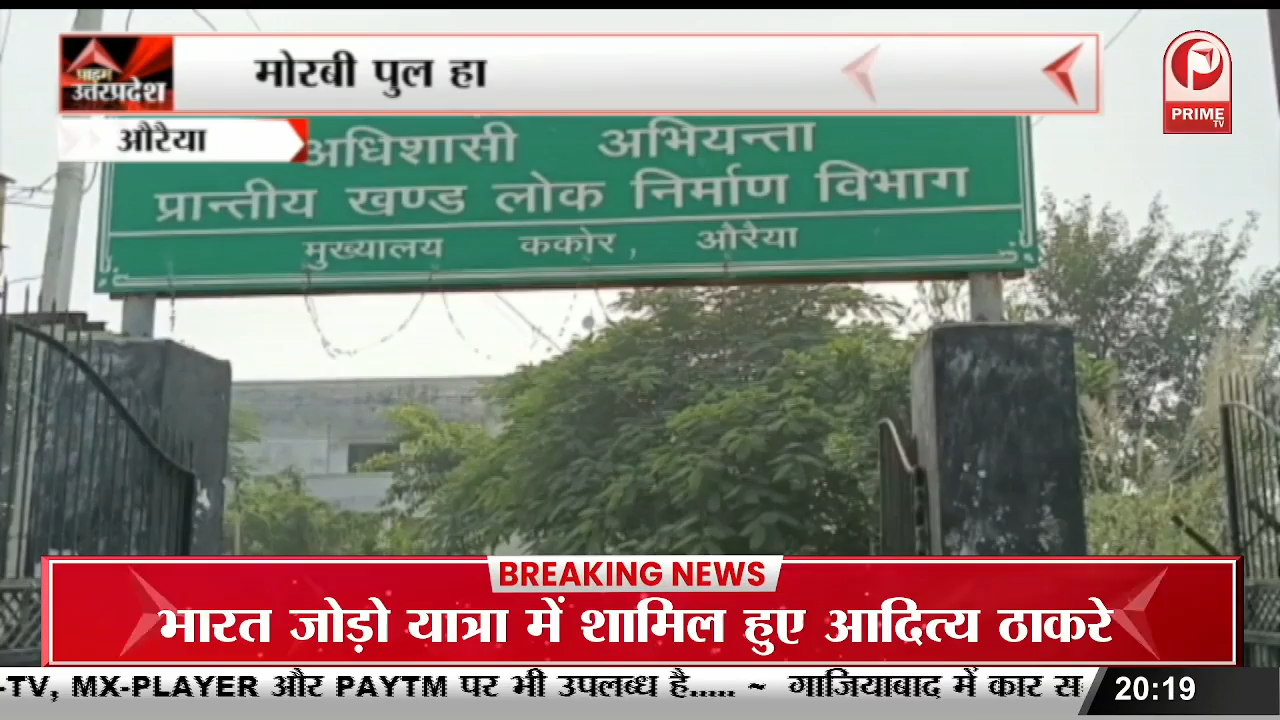 मोरबी पुल हा
प्राइम
उत्तरप्रदेश
PRIME
TV
औरैया
अधिशासी अभियन्ता
प्रान्तीय खण्ड लोक निर्माण विभाग
मुख्यालय ककोर, औरैया
BREAKING NEWS
भारत जोड़ो यात्रा में शामिल हुए आदित्य ठाकरे
-TV, MX-PLAYER और PAYTM पर भी उपलब्ध है..... ~ गाजियाबाद में कार स
20:19